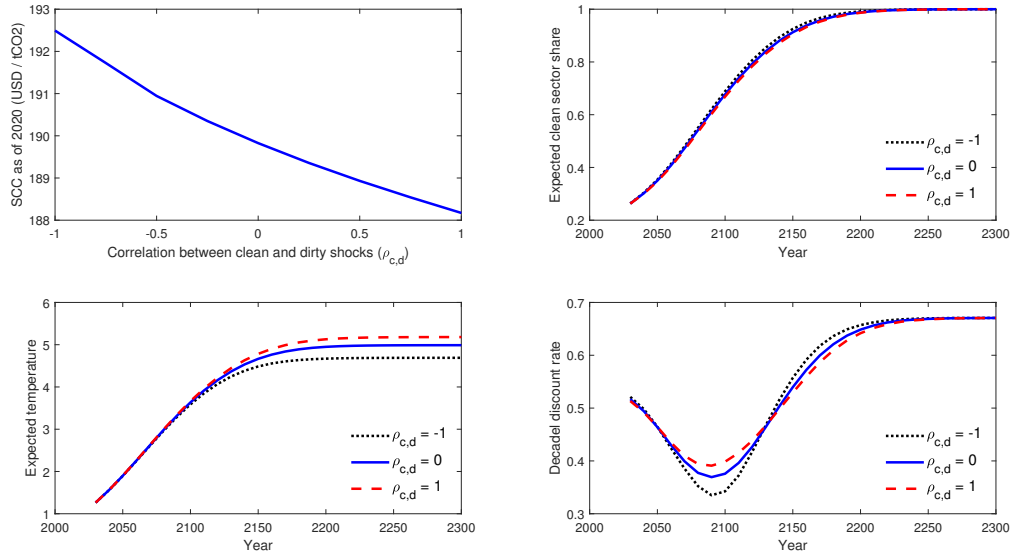 SCC as of 2020 (USD / tCO2)
193
192
191
190
189
188
-1
-0.5
0
0.5
1
Correlation between clean and dirty shocks (ρc,d)
Expected clean sector share
1
0.8
0.6
0.4
0.2
ρc,d = -1
ρc,d = 0
ρc,d = 1
2000
2050
2100
2150
2200
2250
2300
Year
Expected temperature
6
5
4
3
2
1
ρc,d = -1
ρc,d = 0
ρc,d = 1
2000
2050
2100
2150
2200
2250
2300
Year
Decadel discount rate
0.7
0.6
0.5
0.4
0.3
ρc,d = -1
ρc,d = 0
ρc,d = 1
2000
2050
2100
2150
2200
2250
2300
Year